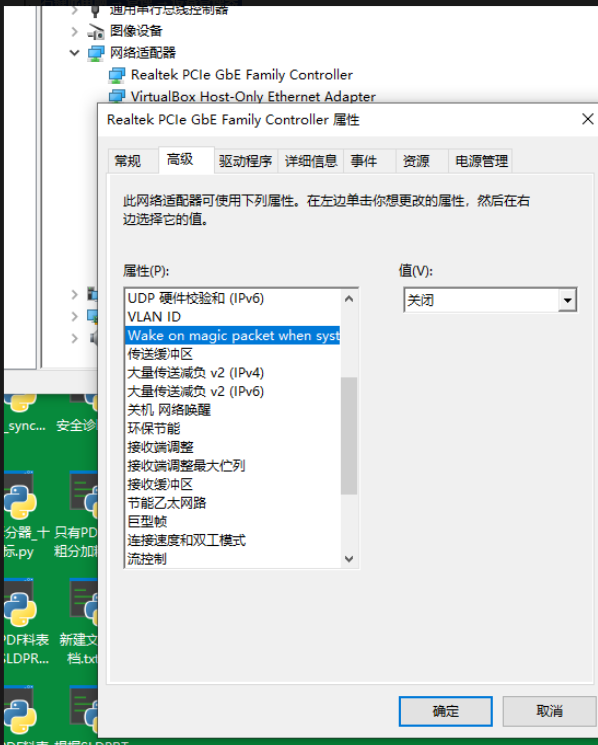 通用串行总线控制器
图像设备
网络适配器
Realtek PCIe GbE Family Controller
VirtualBox Host-Only Ethernet Adapter
Realtek PCIe GbE Family Controller 属性
常规
高级
驱动程序
详细信息
事件
资源
电源管理
此网络适配器可使用下列属性。在左边单击你想更改的属性，然后在右
边选择它的值。
属性(P):
值(V):
UDP 硬件校验和 (IPv6)
VLAN ID
Wake on magic packet when syst
传送缓冲区
大量传送减负 v2 (IPv4)
大量传送减负 v2 (IPv6)
关机 网络唤醒
环保节能
接收端调整
接收端调整最大伫列
接收缓冲区
节能乙太网路
巨型帧
连接速度和双工模式
流控制
关闭
确定
取消
_sync...
安全诊
分器_十
标.py
只有PD
粗分加
PDF料表
SLDPR...
新建文
档.txt
PDF料表